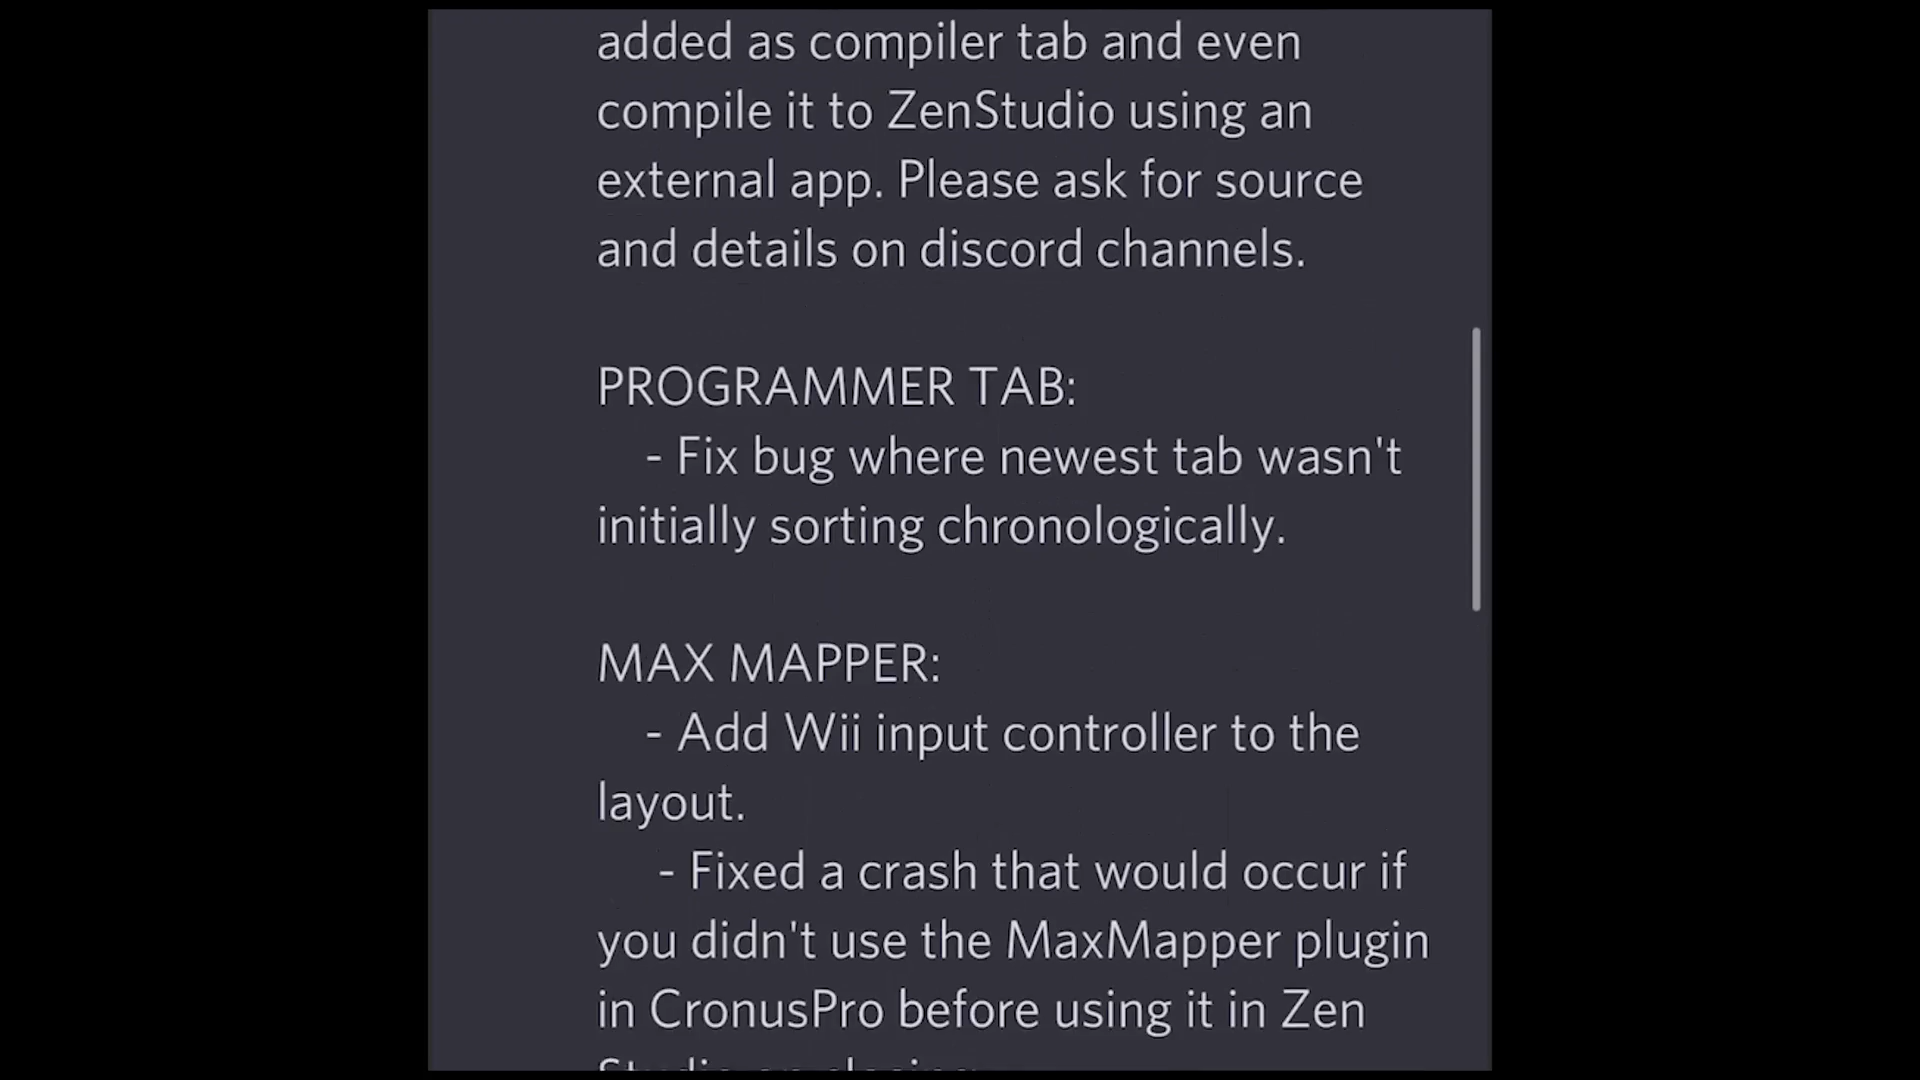 added as compiler tab and even
compile it to ZenStudio using an
external app. Please ask for source
and details on discord channels.
PROGRAMMER TAB:
- Fix bug where newest tab wasn't
initially sorting chronologically.
MAX MAPPER:
- Add Wii input controller to the
layout.
- Fixed a crash that would occur if
you didn't use the MaxMapper plugin
in CronusPro before using it in Zen